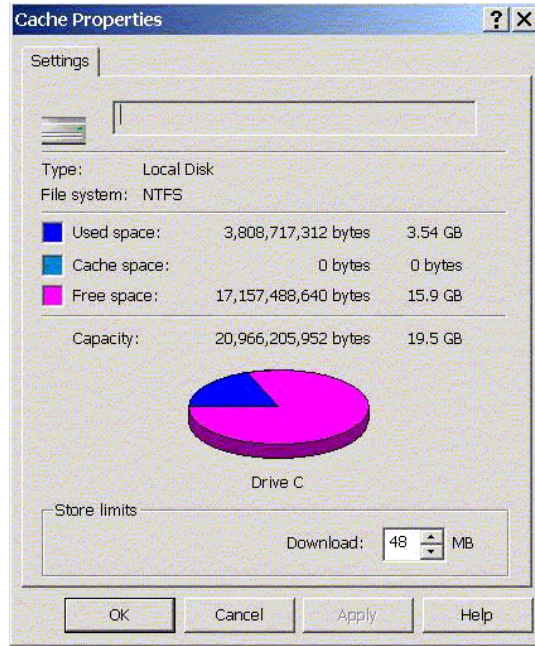 Cache Properties
Settings
Type: Local Disk
File system: NTFS
Used space: 3,808,717,312 bytes 3.54 GB
Cache space: 0 bytes 0 bytes
Free space: 17,157,488,640 bytes 15.9 GB
Capacity: 20,966,205,952 bytes 19.5 GB
Drive C
Store limits
Download: 48 MB
OK Cancel Apply Help